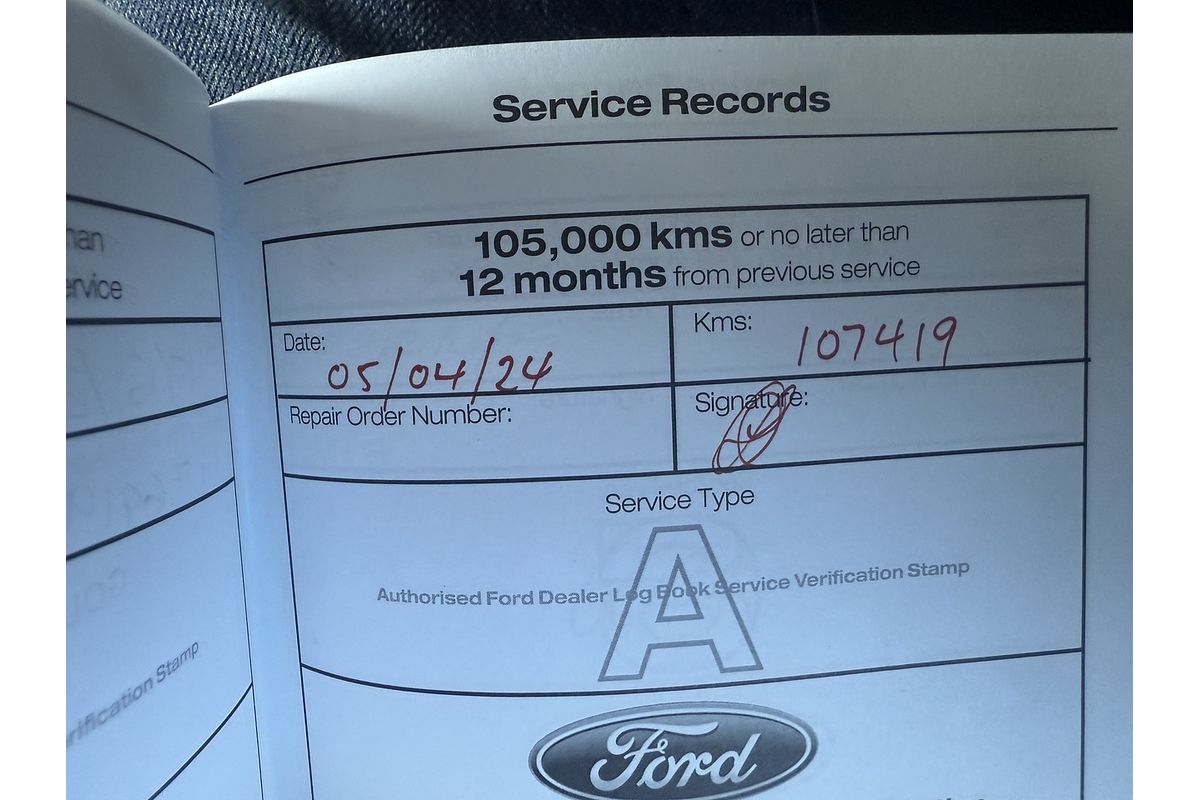 Service Records
105,000 kms or no later than
12 months from previous service
Date:
05/04/24
Kms:
107419
Repair Order Number:
Signature:
Service Type
A
Authorised Ford Dealer Log Book Service Verification Stamp
Ford
Stamp